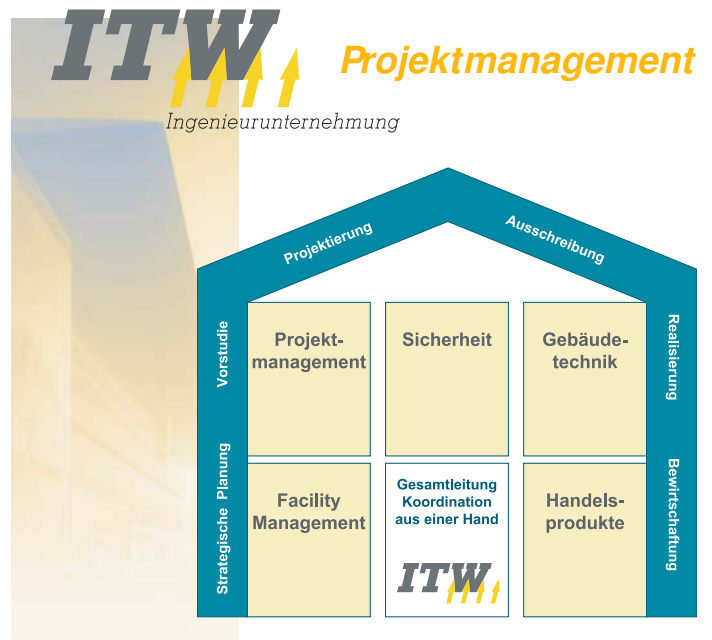 ITW
Projektmanagement
Ingenieurunternehmung
Projektierung
Ausschreibung
Vorstudie
Strategische Planung
Realisierung
Bewirtschaftung
Projekt-
management
Sicherheit
Gebäude-
technik
Facility
Management
Gesamtleitung
Koordination
aus einer Hand
ITW
Handels-
produkte